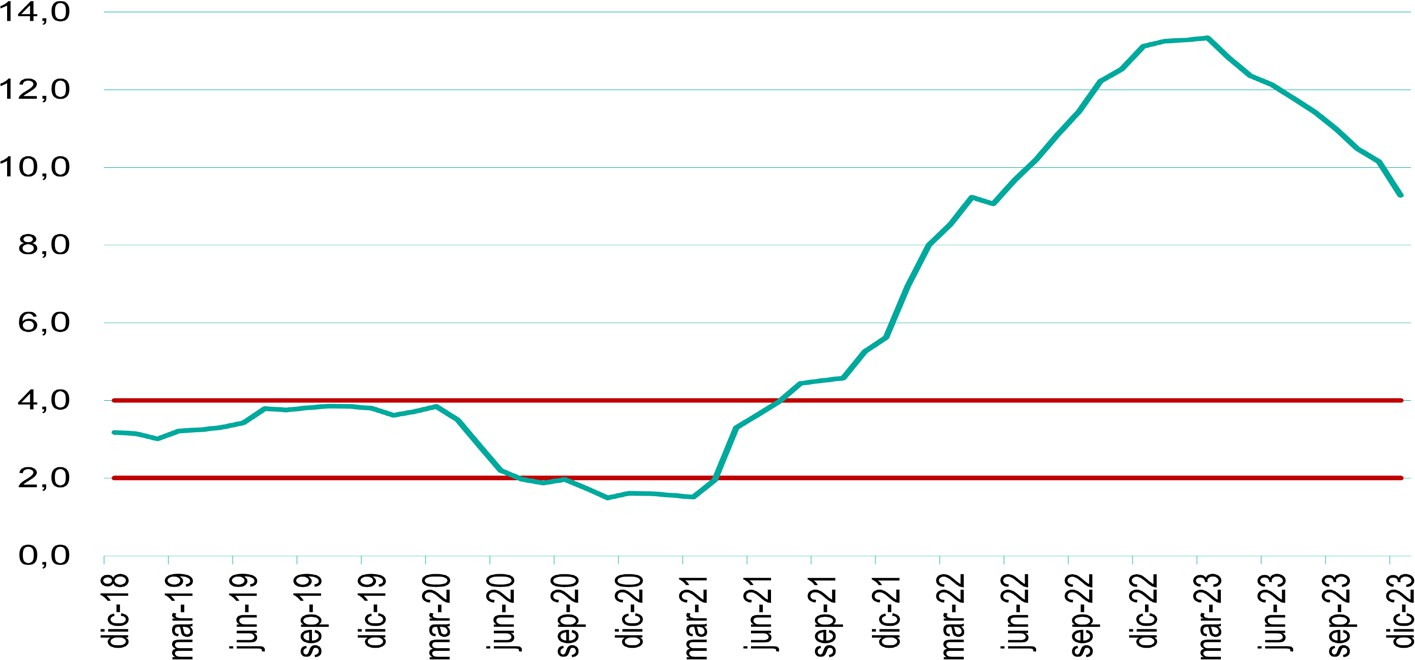 14,0
12,0
10,0
8,0
6,0
4,0
2,0
0,0
dic-18
mar-19
jun-19
sep-19
dic-19
mar-20
jun-20
sep-20
dic-20
mar-21
jun-21
sep-21
dic-21
mar-22
jun-22
sep-22
dic-22
mar-23
jun-23
sep-23
dic-23